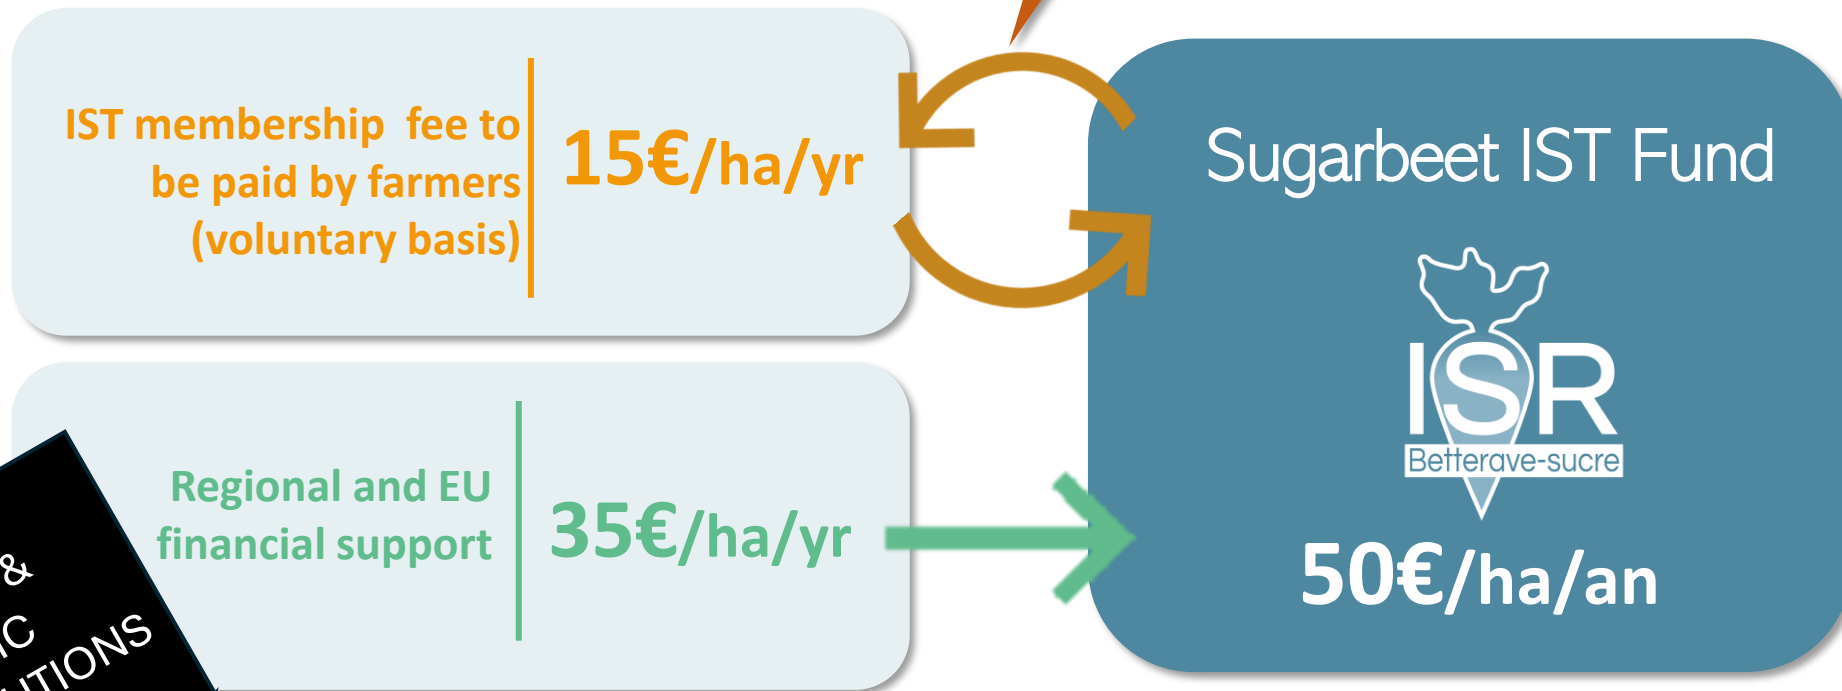 IST membership fee to
be paid by farmers
(voluntary basis)
15€/ha/yr
Regional and EU
financial support
35€/ha/yr
Sugarbeet IST Fund
ISR
Betterave-sucre
50€/ha/an
&